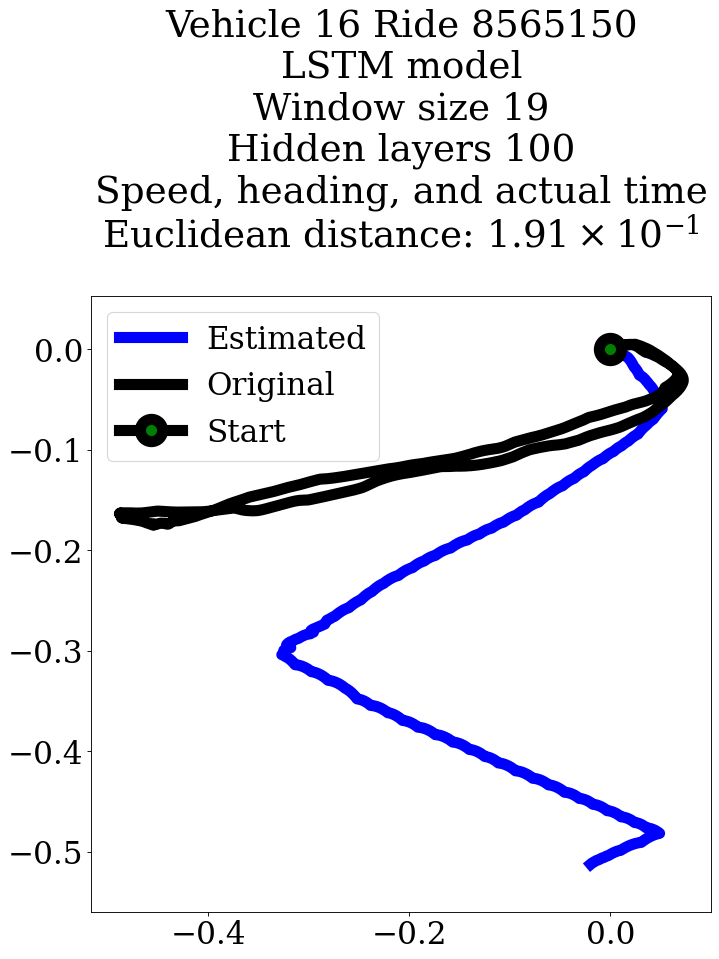 Vehicle 16 Ride 8565150
LSTM model
Window size 19
Hidden layers 100
Speed, heading, and actual time
Euclidean distance: 1.91 × 10⁻¹
Estimated
Original
Start
0.0
−0.1
−0.2
−0.3
−0.4
−0.5
−0.4 −0.2 0.0